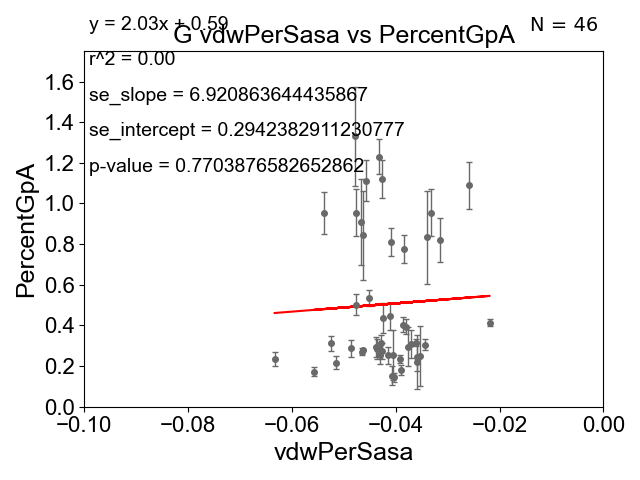 y = 2.03x + 0.59
G vdwPerSasa vs PercentGpA
N = 46
r^2 = 0.00
se_slope = 6.920863644435867
se_intercept = 0.2942382911230777
p-value = 0.7703876582652862
PercentGpA
1.6
1.4
1.2
1.0
0.8
0.6
0.4
0.2
0.0
−0.10
−0.08
−0.06
−0.04
−0.02
0.00
vdwPerSasa